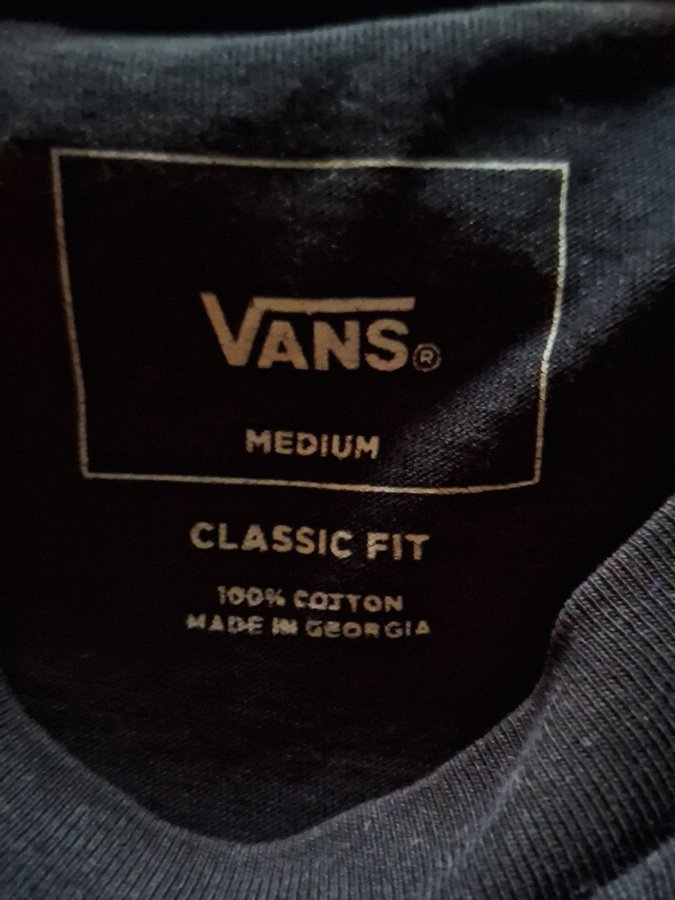 VANS®
MEDIUM
CLASSIC FIT
100% COTTON
MADE IN GEORGIA